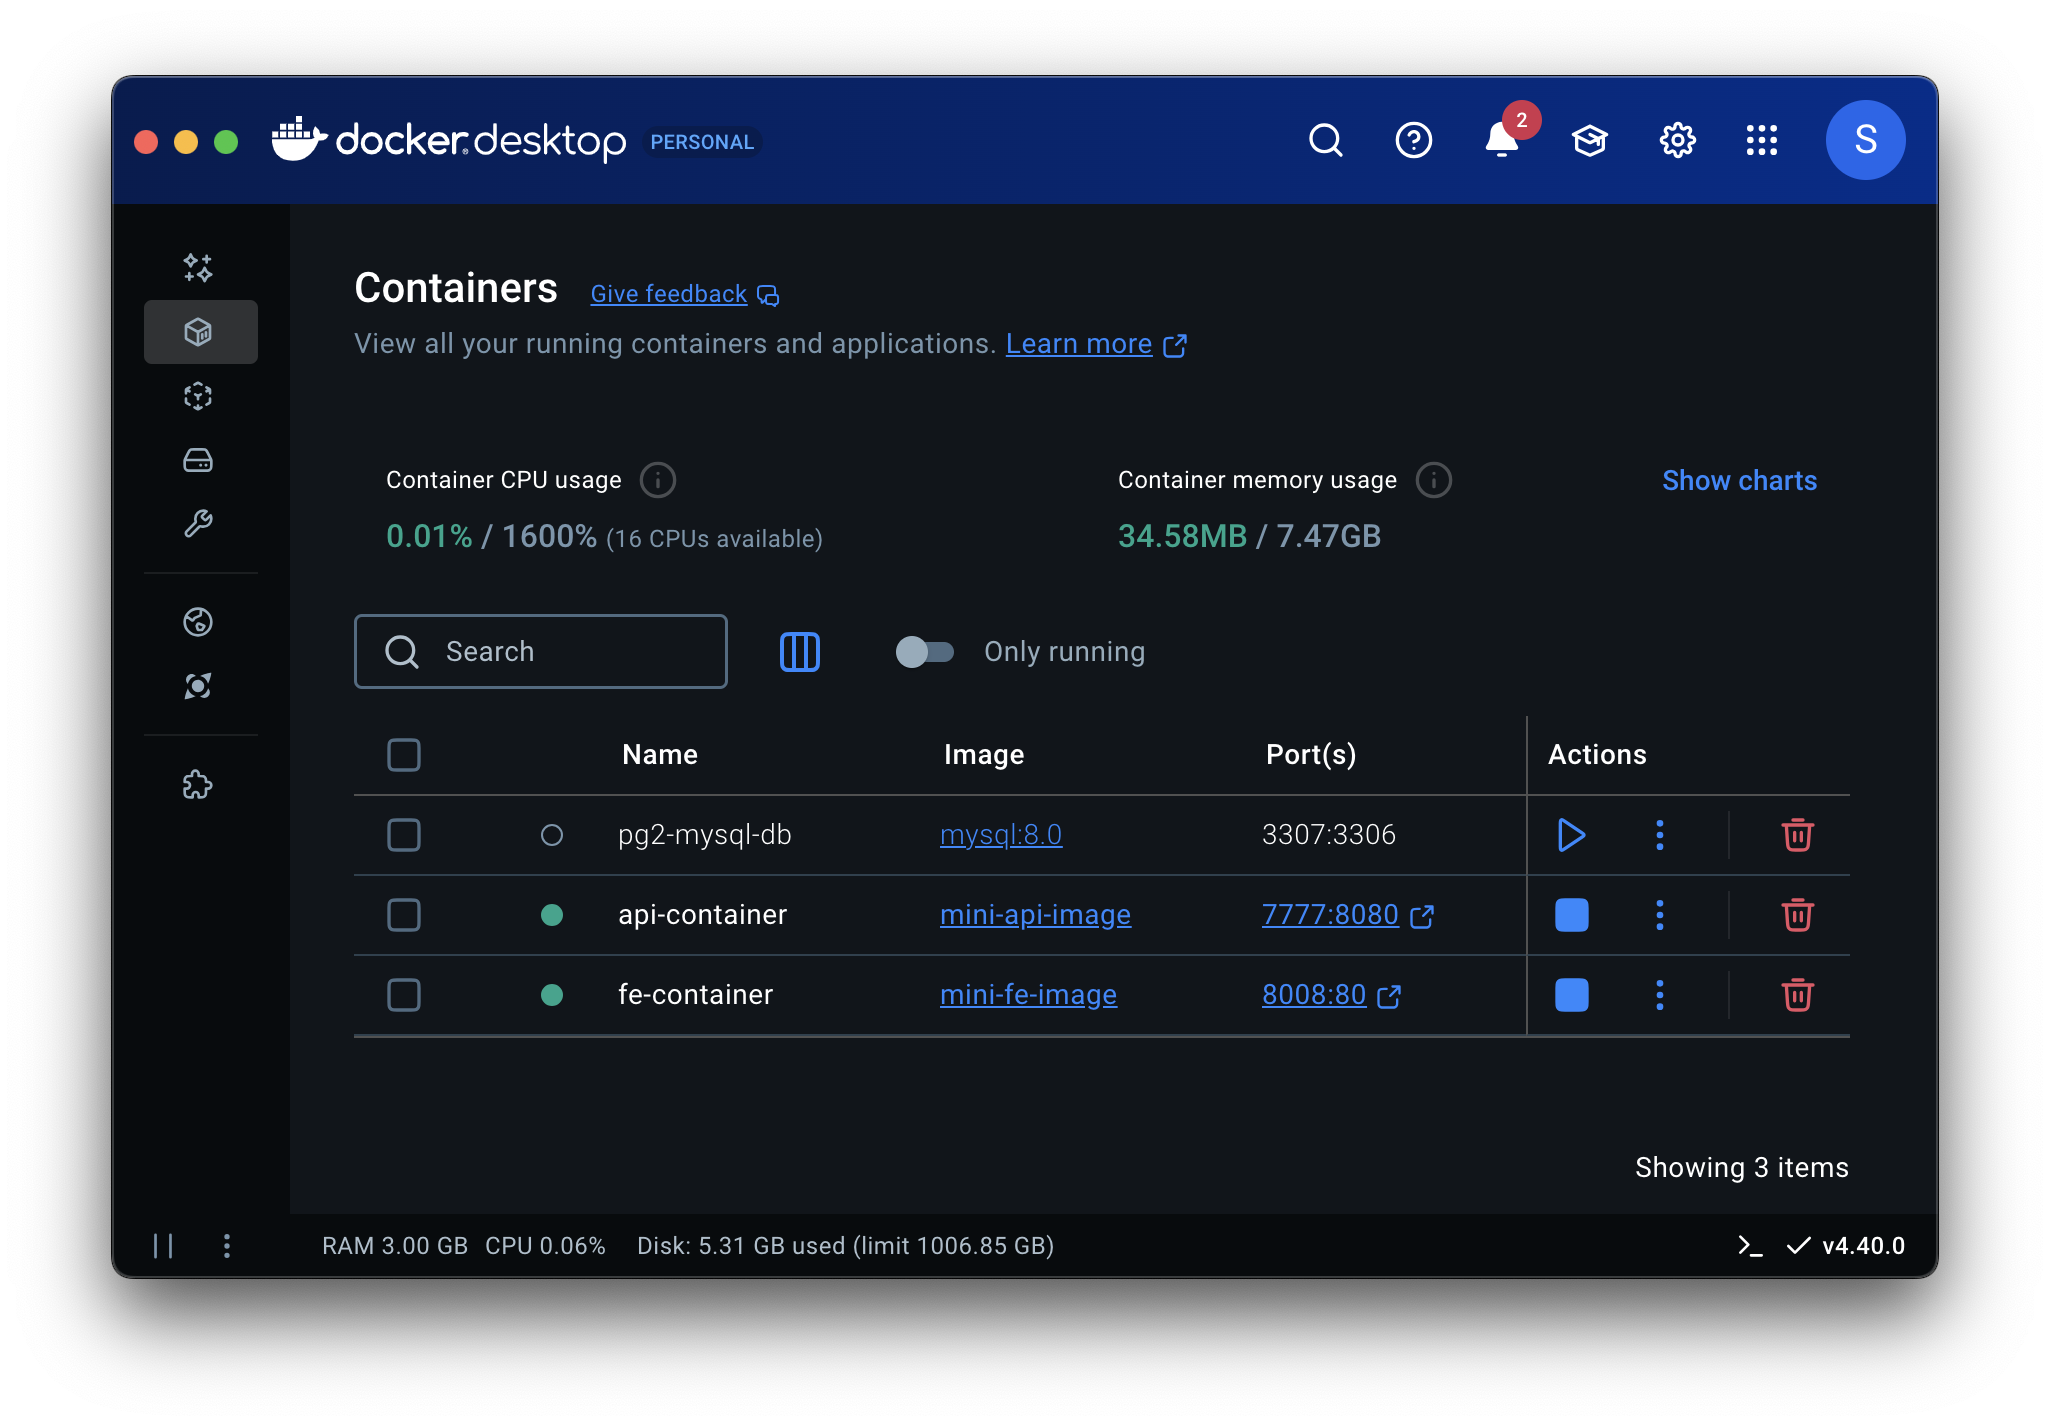 docker desktop PERSONAL 2 S
Containers Give feedback
View all your running containers and applications. Learn more
Container CPU usage Container memory usage Show charts
0.01% / 1600% (16 CPUs available) 34.58MB / 7.47GB
Search Only running
Name Image Port(s) Actions
pg2-mysql-db mysql:8.0 3307:3306
api-container mini-api-image 7777:8080
fe-container mini-fe-image 8008:80
Showing 3 items
RAM 3.00 GB CPU 0.06% Disk: 5.31 GB used (limit 1006.85 GB) v4.40.0